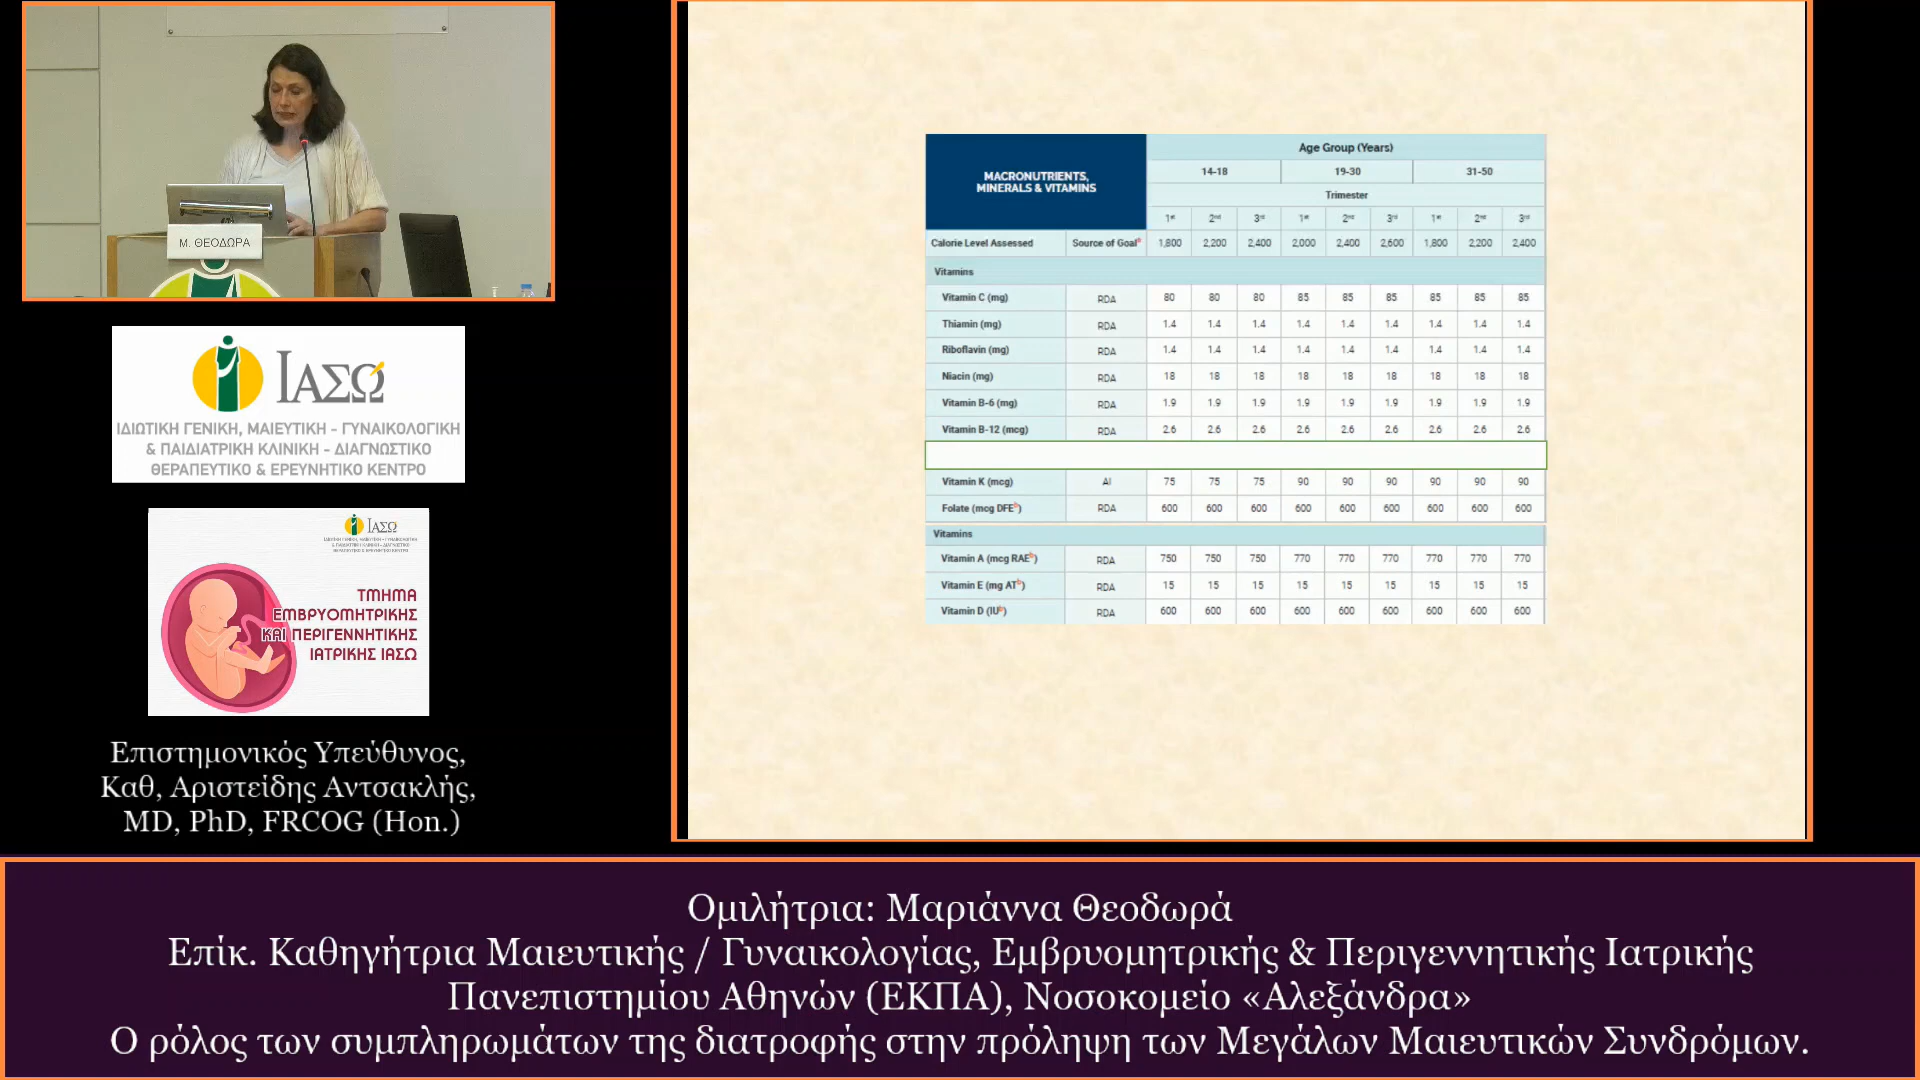 Μ. ΘΕΟΔΩΡΑ
ΙΑΣΩ
ΙΔΙΩΤΙΚΗ ΓΕΝΙΚΗ, ΜΑΙΕΥΤΙΚΗ - ΓΥΝΑΙΚΟΛΟΓΙΚΗ
& ΠΑΙΔΙΑΤΡΙΚΗ ΚΛΙΝΙΚΗ - ΔΙΑΓΝΩΣΤΙΚΟ
ΘΕΡΑΠΕΥΤΙΚΟ & ΕΡΕΥΝΗΤΙΚΟ ΚΕΝΤΡΟ
ΙΑΣΩ
ΤΜΗΜΑ
ΕΜΒΡΥΟΜΗΤΡΙΚΗΣ
ΚΑΙ ΠΕΡΙΓΕΝΝΗΤΙΚΗΣ
ΙΑΤΡΙΚΗΣ ΙΑΣΩ
Επιστημονικός Υπεύθυνος,
Καθ, Αριστείδης Αντσακλής,
MD, PhD, FRCOG (Hon.)
MACRONUTRIENTS,
MINERALS & VITAMINS
Age Group (Years)
14-18 19-30 31-50
Trimester
1st 2nd 3rd 1st 2nd 3rd 1st 2nd 3rd
Calorie Level Assessed Source of Goal* 1,800 2,200 2,400 2,000 2,400 2,600 1,800 2,200 2,400
Vitamins
Vitamin C (mg) RDA 80 80 80 85 85 85 85 85 85
Thiamin (mg) RDA 1.4 1.4 1.4 1.4 1.4 1.4 1.4 1.4 1.4
Riboflavin (mg) RDA 1.4 1.4 1.4 1.4 1.4 1.4 1.4 1.4 1.4
Niacin (mg) RDA 18 18 18 18 18 18 18 18 18
Vitamin B-6 (mg) RDA 1.9 1.9 1.9 1.9 1.9 1.9 1.9 1.9 1.9
Vitamin B-12 (mcg) RDA 2.6 2.6 2.6 2.6 2.6 2.6 2.6 2.6 2.6
Vitamin K (mcg) AI 75 75 75 90 90 90 90 90 90
Folate (mcg DFEb) RDA 600 600 600 600 600 600 600 600 600
Vitamins
Vitamin A (mcg RAEb) RDA 750 750 750 770 770 770 770 770 770
Vitamin E (mg ATb) RDA 15 15 15 15 15 15 15 15 15
Vitamin D (IUb) RDA 600 600 600 600 600 600 600 600 600
Ομιλήτρια: Μαριάννα Θεοδωρά
Επίκ. Καθηγήτρια Μαιευτικής / Γυναικολογίας, Εμβρυομητρικής & Περιγεννητικής Ιατρικής
Πανεπιστημίου Αθηνών (ΕΚΠΑ), Νοσοκομείο «Αλεξάνδρα»
Ο ρόλος των συμπληρωμάτων της διατροφής στην πρόληψη των Μεγάλων Μαιευτικών Συνδρόμων.